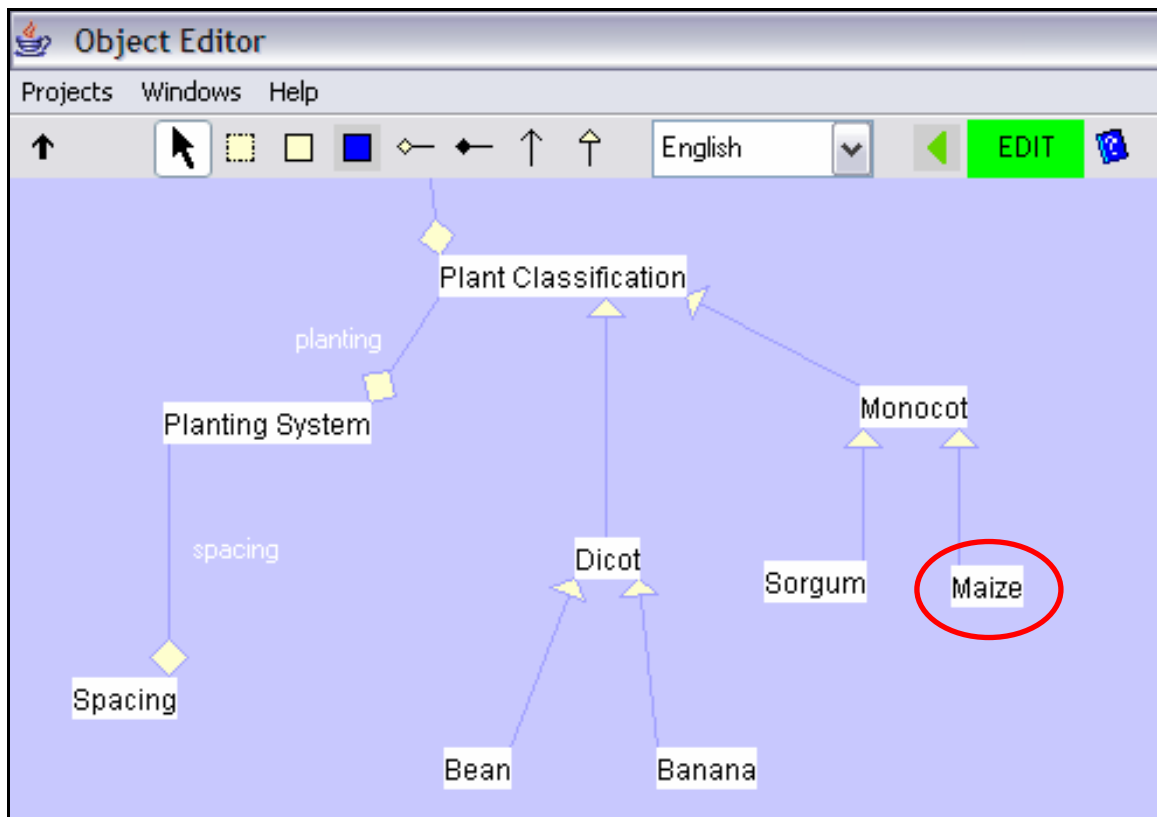 Object Editor
Projects Windows Help
English EDIT ?
Plant Classification
planting
Monocot
Planting System
spacing
Dicot
Sorgum
Maize
Spacing
Bean
Banana